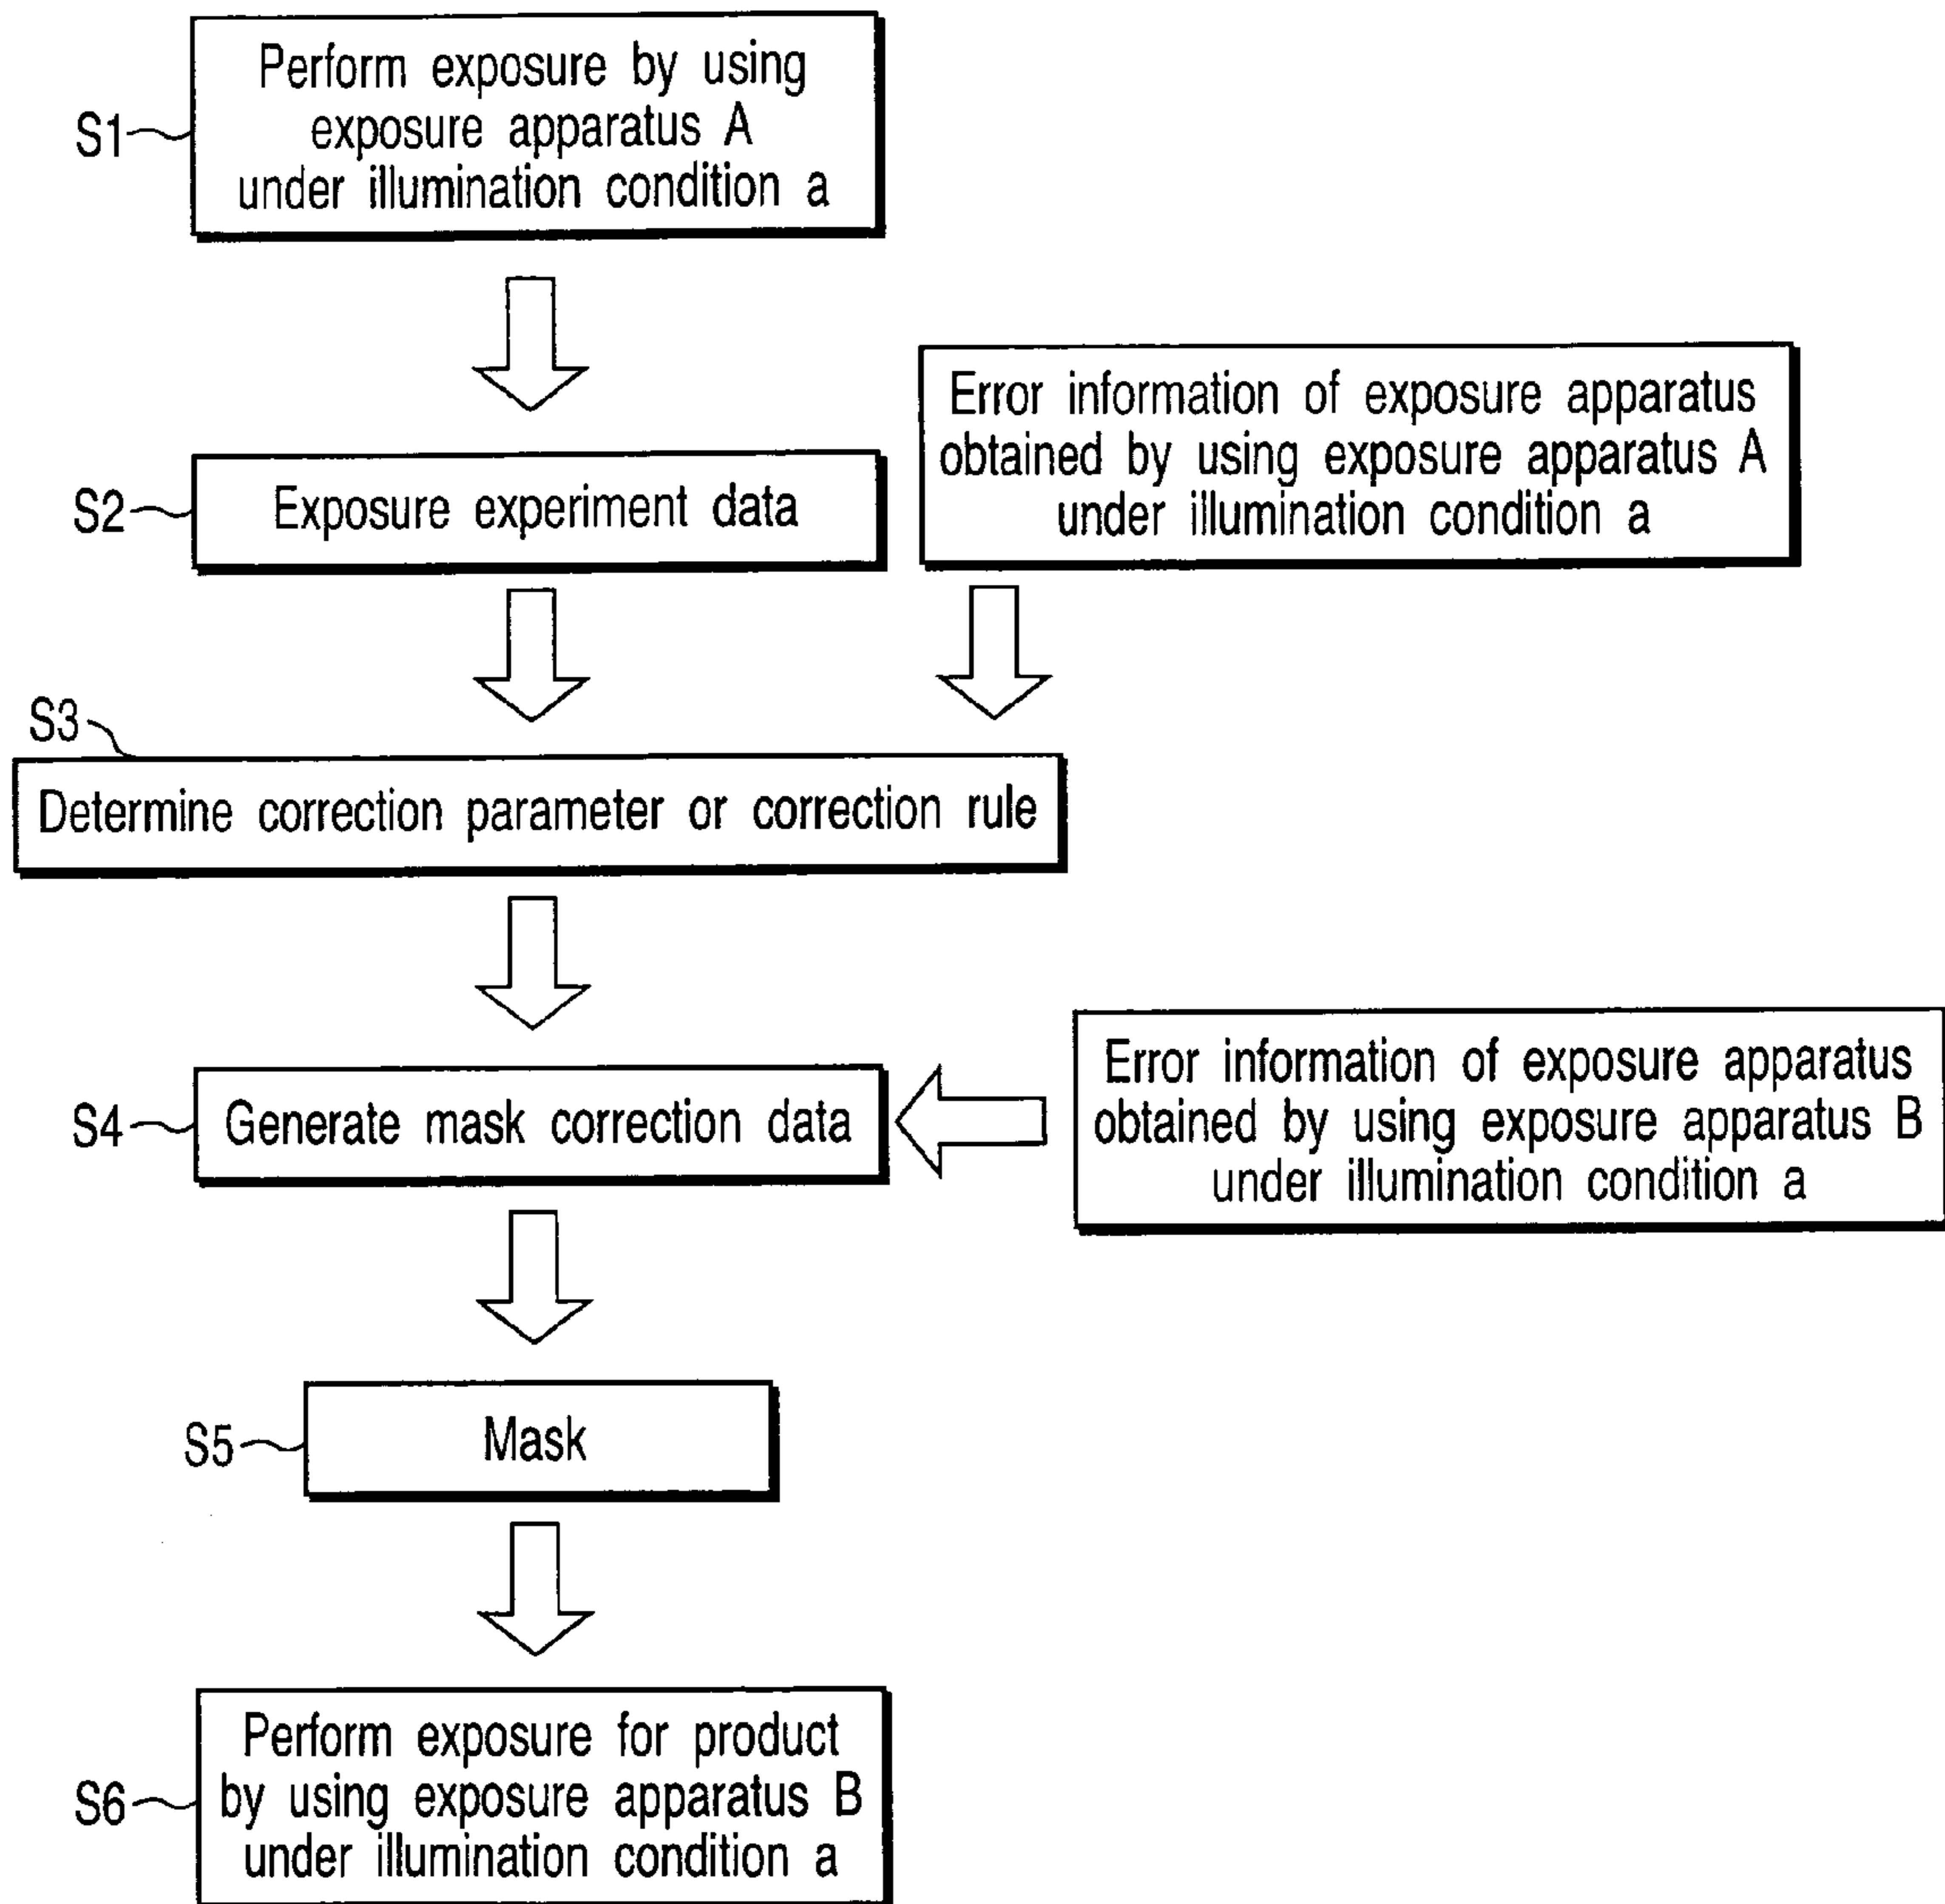 S1
Perform exposure by using
exposure apparatus A
under illumination condition a
Error information of exposure apparatus
obtained by using exposure apparatus A
under illumination condition a
S2
Exposure experiment data
S3
Determine correction parameter or correction rule
S4
Generate mask correction data
Error information of exposure apparatus
obtained by using exposure apparatus B
under illumination condition a
S5
Mask
S6
Perform exposure for product
by using exposure apparatus B
under illumination condition a